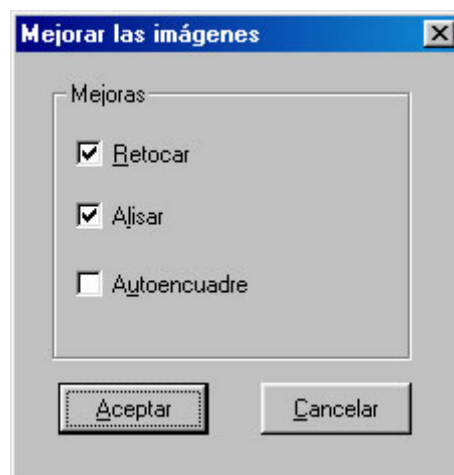 Mejorar las imágenes
Mejoras
Retocar
Alisar
Autoencuadre
Aceptar
Cancelar